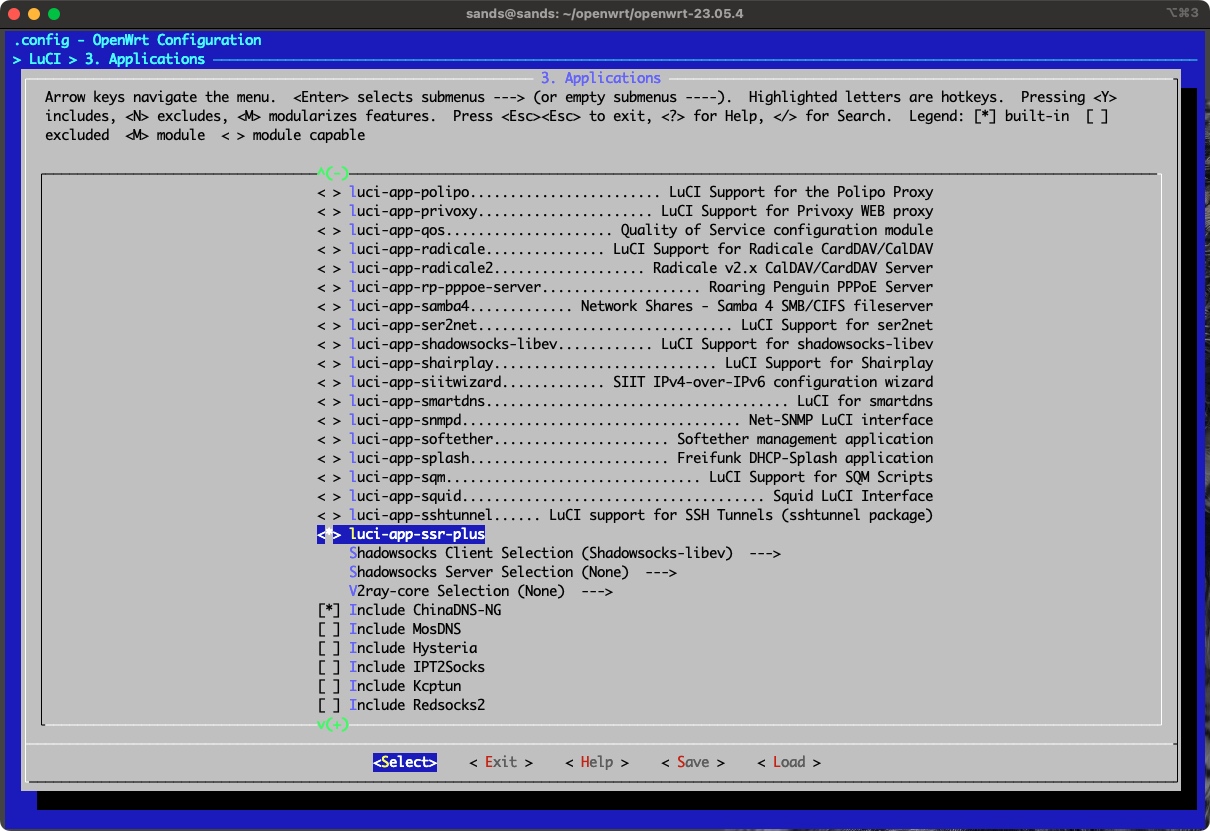 sands@sands: ~/openwrt/openwrt-23.05.4
⌥⌘3
.config - OpenWrt Configuration
> LuCI > 3. Applications
3. Applications
Arrow keys navigate the menu.  <Enter> selects submenus ---> (or empty submenus ----).  Highlighted letters are hotkeys.  Pressing <Y>
includes, <N> excludes, <M> modularizes features.  Press <Esc><Esc> to exit, <?> for Help, </> for Search.  Legend: [*] built-in  [ ]
excluded  <M> module  < > module capable
^(-)
< > luci-app-polipo........................ LuCI Support for the Polipo Proxy
< > luci-app-privoxy...................... LuCI Support for Privoxy WEB proxy
< > luci-app-qos..................... Quality of Service configuration module
< > luci-app-radicale............... LuCI Support for Radicale CardDAV/CalDAV
< > luci-app-radicale2................... Radicale v2.x CalDAV/CardDAV Server
< > luci-app-rp-pppoe-server.................... Roaring Penguin PPPoE Server
< > luci-app-samba4............. Network Shares - Samba 4 SMB/CIFS fileserver
< > luci-app-ser2net................................ LuCI Support for ser2net
< > luci-app-shadowsocks-libev............ LuCI Support for shadowsocks-libev
< > luci-app-shairplay............................ LuCI Support for Shairplay
< > luci-app-siitwizard............. SIIT IPv4-over-IPv6 configuration wizard
< > luci-app-smartdns...................................... LuCI for smartdns
< > luci-app-snmpd................................... Net-SNMP LuCI interface
< > luci-app-softether...................... Softether management application
< > luci-app-splash......................... Freifunk DHCP-Splash application
< > luci-app-sqm................................ LuCI Support for SQM Scripts
< > luci-app-squid...................................... Squid LuCI Interface
< > luci-app-sshtunnel...... LuCI support for SSH Tunnels (sshtunnel package)
<*> luci-app-ssr-plus
Shadowsocks Client Selection (Shadowsocks-libev)  --->
Shadowsocks Server Selection (None)  --->
V2ray-core Selection (None)  --->
[*] Include ChinaDNS-NG
[ ] Include MosDNS
[ ] Include Hysteria
[ ] Include IPT2Socks
[ ] Include Kcptun
[ ] Include Redsocks2
v(+)
<Select>    < Exit >    < Help >    < Save >    < Load >